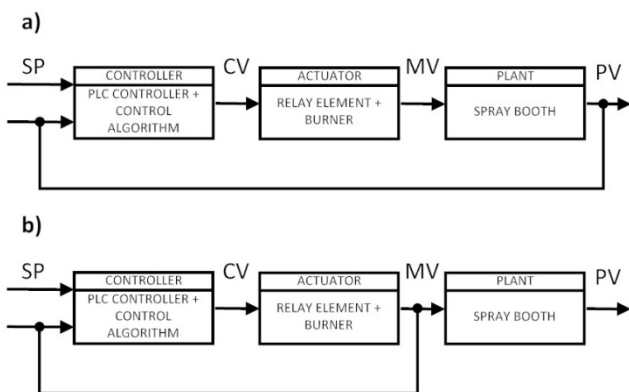 a)
SP CV MV PV
CONTROLLER ACTUATOR PLANT
PLC CONTROLLER + RELAY ELEMENT + SPRAY BOOTH
CONTROL BURNER
ALGORITHM
b)
SP CV MV PV
CONTROLLER ACTUATOR PLANT
PLC CONTROLLER + RELAY ELEMENT + SPRAY BOOTH
CONTROL BURNER
ALGORITHM